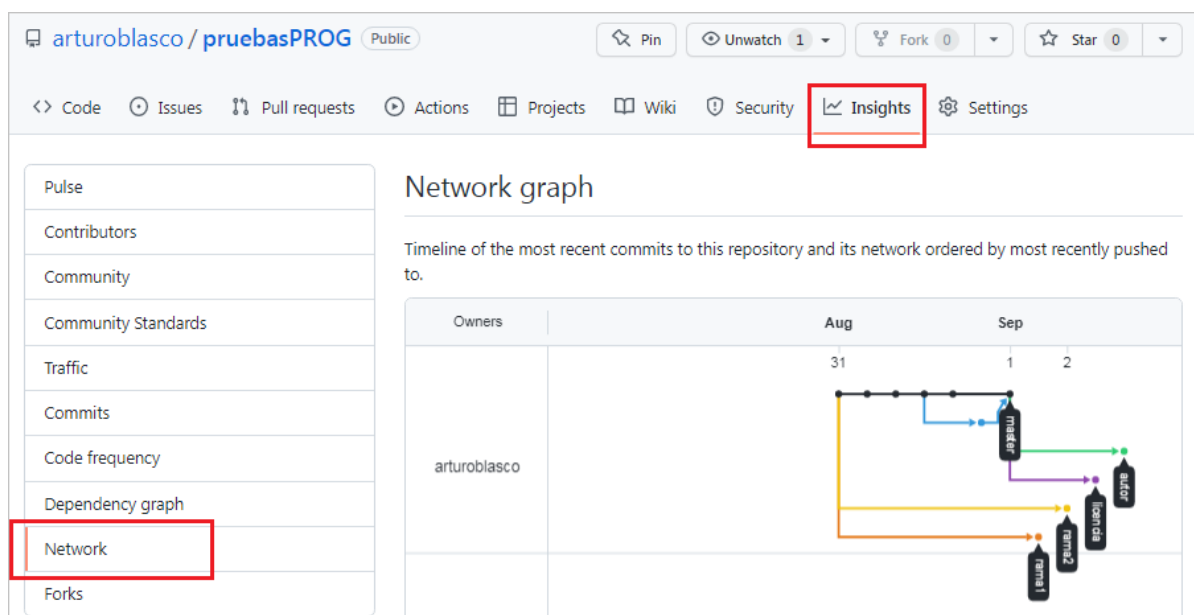 arturoblasco / pruebasPROG Public Pin Unwatch 1 Fork 0 Star 0
Code Issues Pull requests Actions Projects Wiki Security Insights Settings
Pulse
Contributors
Community
Community Standards
Traffic
Commits
Code frequency
Dependency graph
Network
Forks
Network graph
Timeline of the most recent commits to this repository and its network ordered by most recently pushed
to.
Owners Aug Sep
31 1 2
arturoblasco
master
autor
licencia
rama2
rama1